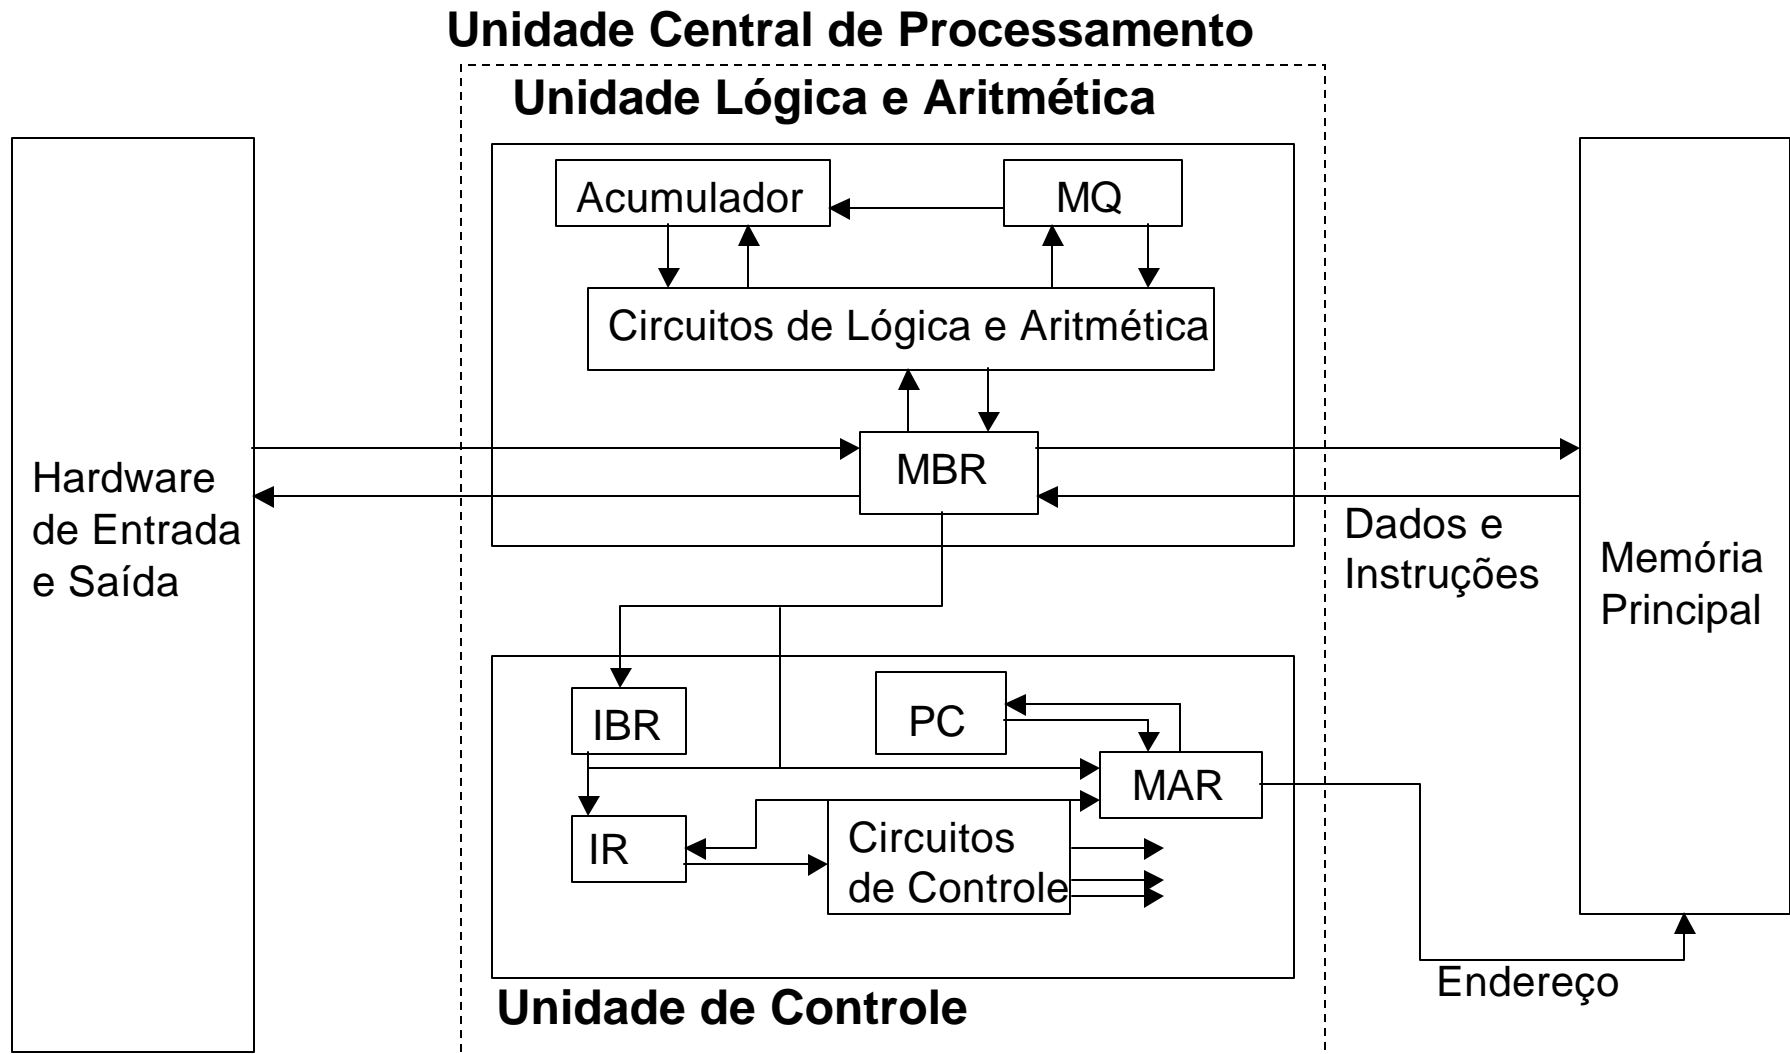 Unidade Central de Processamento
Unidade Lógica e Aritmética
Acumulador
MQ
Circuitos de Lógica e Aritmética
MBR
Hardware
de Entrada
e Saída
Dados e
Instruções
Memória
Principal
IBR
PC
MAR
IR
Circuitos
de Controle
Endereço
Unidade de Controle